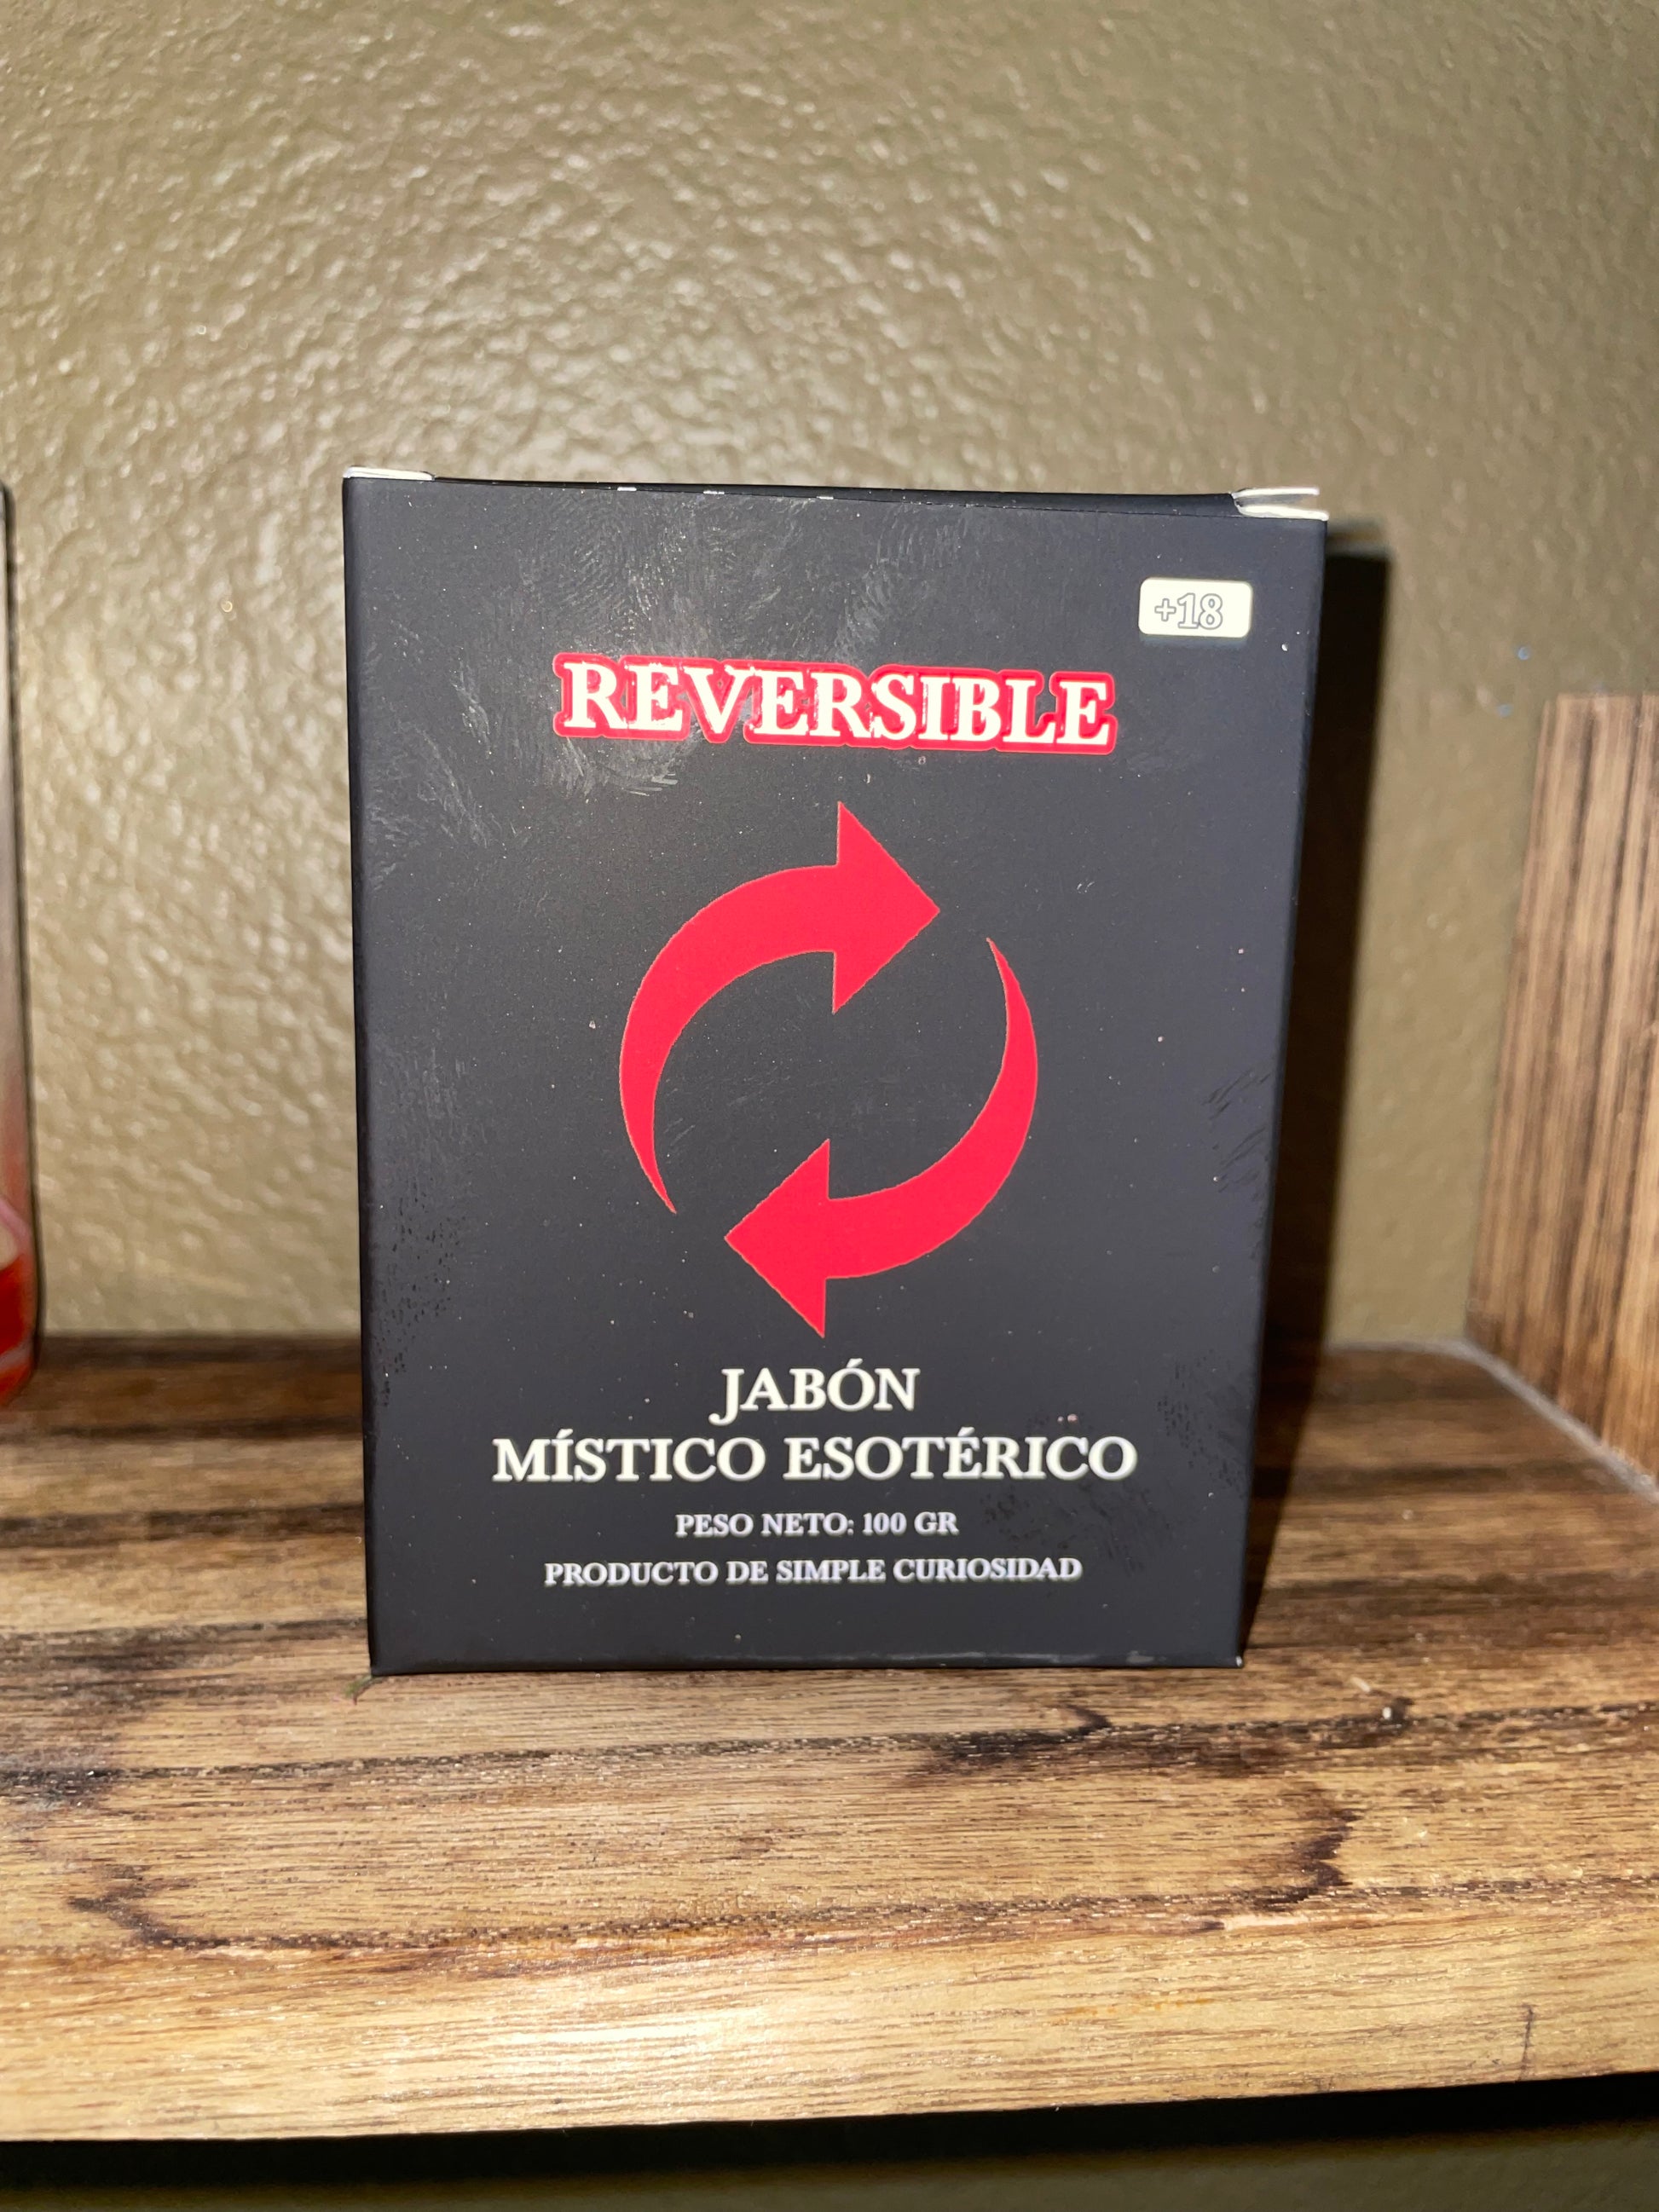 +18
REVERSIBLE
JABÓN
MÍSTICO ESOTÉRICO
PESO NETO: 100 GR
PRODUCTO DE SIMPLE CURIOSIDAD